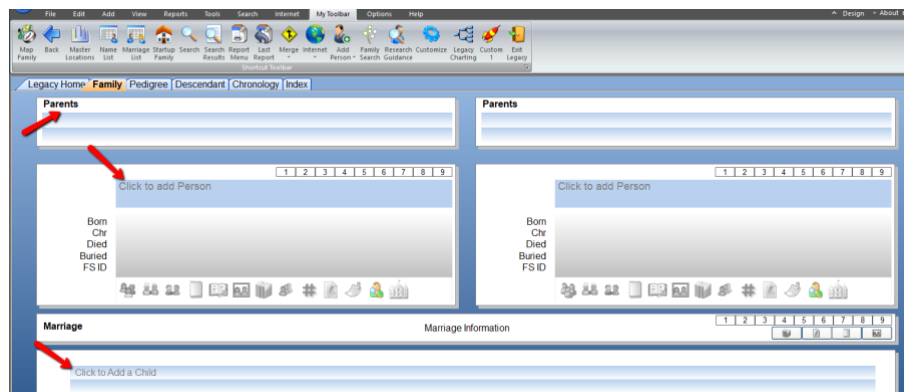 File Edit Add View Reports Tools Search Internet My Toolbar Options Help Design About
Map Family Back Master Locations Name List Marriage List Startup Family Search Search Results Report Menu Last Report Merge Internet Add Person Family Search Research Guidance Customize Legacy Charting Custom 1 Exit Legacy
Shortcut Toolbar
Legacy Home Family Pedigree Descendant Chronology Index
Parents Parents
1 2 3 4 5 6 7 8 9 1 2 3 4 5 6 7 8 9
Click to add Person Click to add Person
Born Born
Chr Chr
Died Died
Buried Buried
FS ID FS ID
Marriage Marriage Information 1 2 3 4 5 6 7 8 9
Click to Add a Child